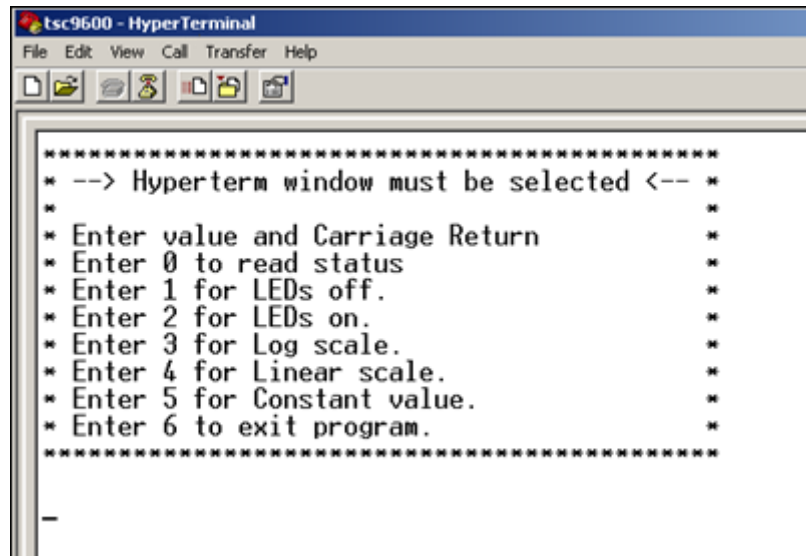 tsc9600 - HyperTerminal
File Edit View Call Transfer Help
*********************************************
* --> Hyperterm window must be selected <-- *
*                                           *
* Enter value and Carriage Return           *
* Enter 0 to read status                    *
* Enter 1 for LEDs off.                     *
* Enter 2 for LEDs on.                      *
* Enter 3 for Log scale.                    *
* Enter 4 for Linear scale.                 *
* Enter 5 for Constant value.               *
* Enter 6 to exit program.                  *
*********************************************
_